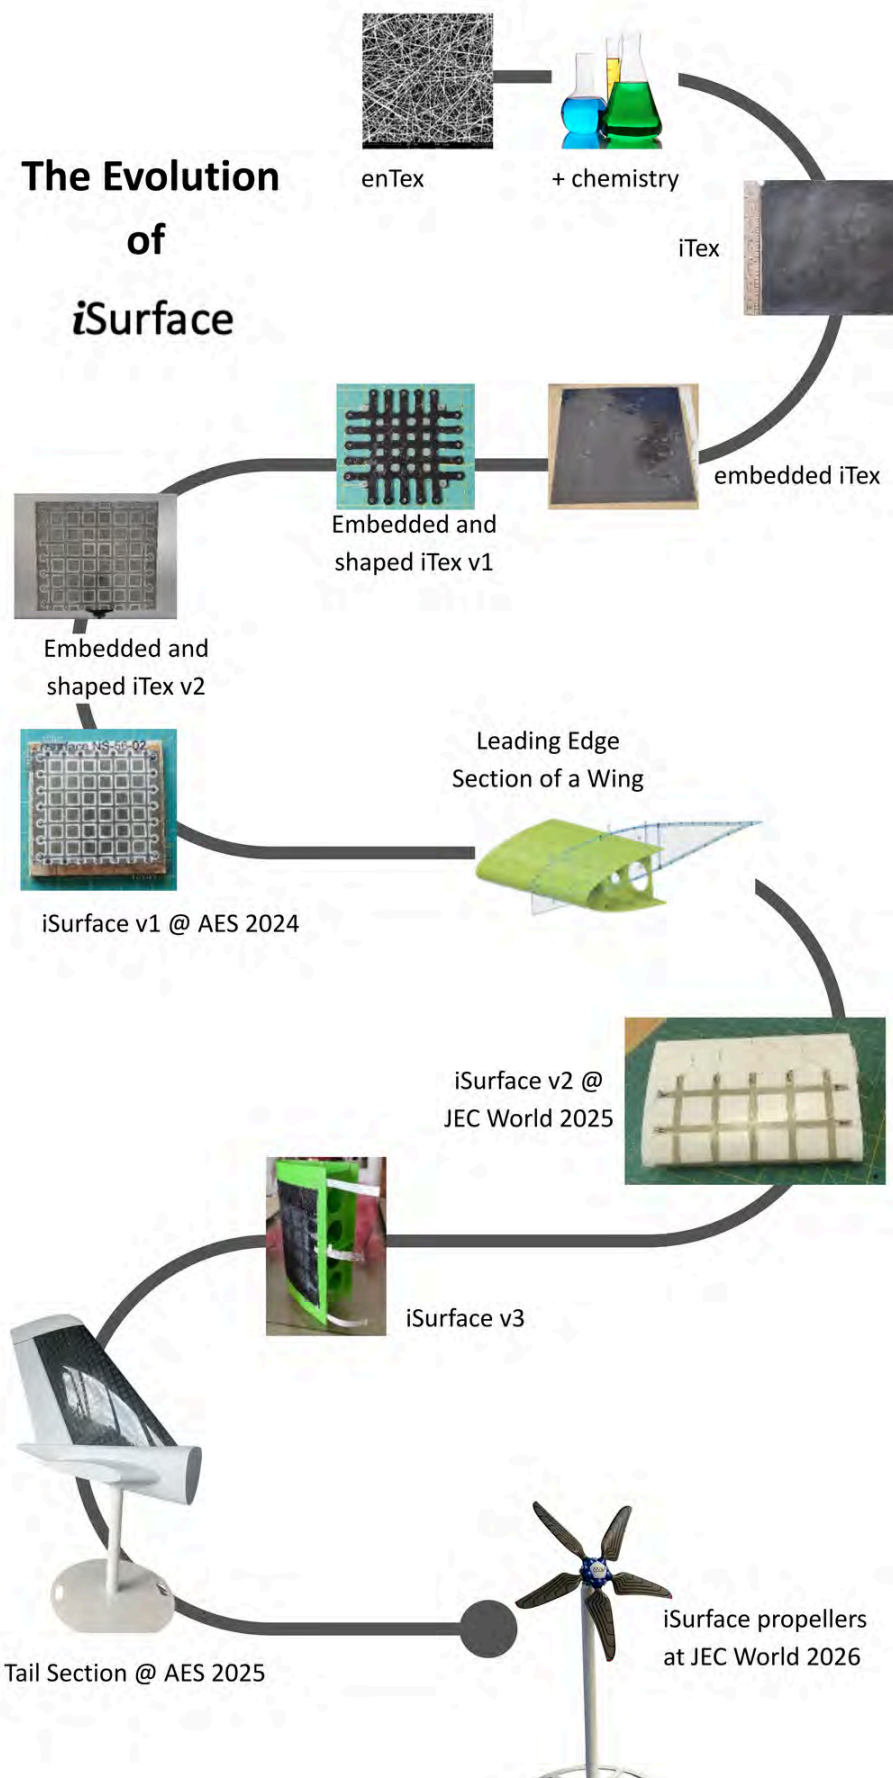 enTex
+ chemistry
The Evolution
of
iSurface
iTex
embedded iTex
Embedded and
shaped iTex v1
Embedded and
shaped iTex v2
iSurface v1 @ AES 2024
Leading Edge
Section of a Wing
iSurface v2 @
JEC World 2025
iSurface v3
Tail Section @ AES 2025
iSurface propellers
at JEC World 2026